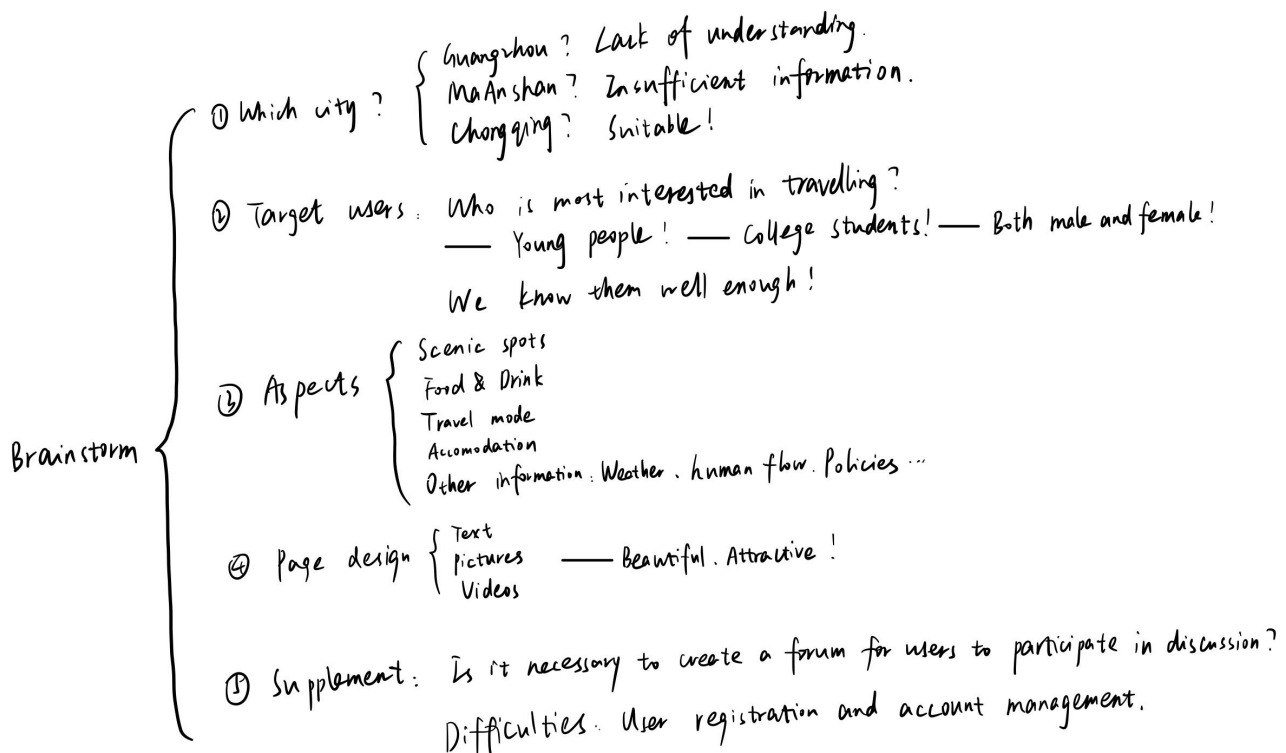 Brainstorm
① Which city?
Guangzhou? Lack of understanding.
MaAnshan? Insufficient information.
Chongqing? Suitable!
② Target users: Who is most interested in travelling?
— Young people! — College students! — Both male and female!
We know them well enough!
③ Aspects
Scenic spots
Food & Drink
Travel mode
Accomodation
Other information: Weather. human flow. Policies ...
④ Page design
Text
Pictures
Videos
— Beautiful. Attractive!
⑤ Supplement: Is it necessary to create a forum for users to participate in discussion?
Difficulties. User registration and account management.